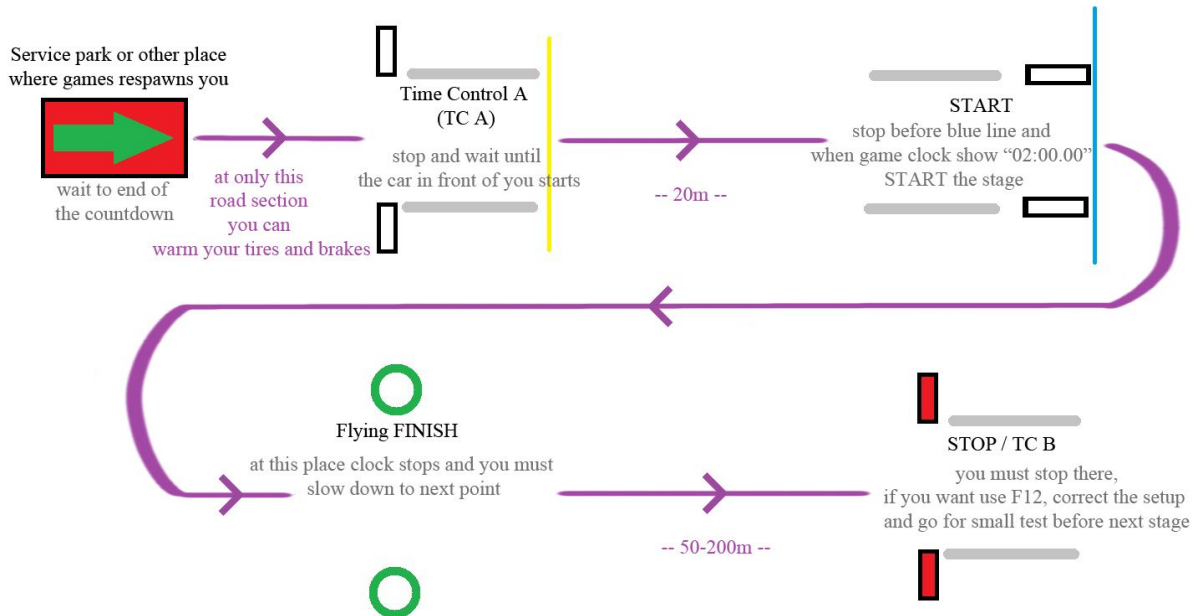 Service park or other place
where games respawns you
wait to end of
the countdown
at only this
road section
you can
warm your tires and brakes
Time Control A
(TC A)
stop and wait until
the car in front of you starts
-- 20m --
START
stop before blue line and
when game clock show “02:00.00”
START the stage
Flying FINISH
at this place clock stops and you must
slow down to next point
-- 50-200m --
STOP / TC B
you must stop there,
if you want use F12, correct the setup
and go for small test before next stage